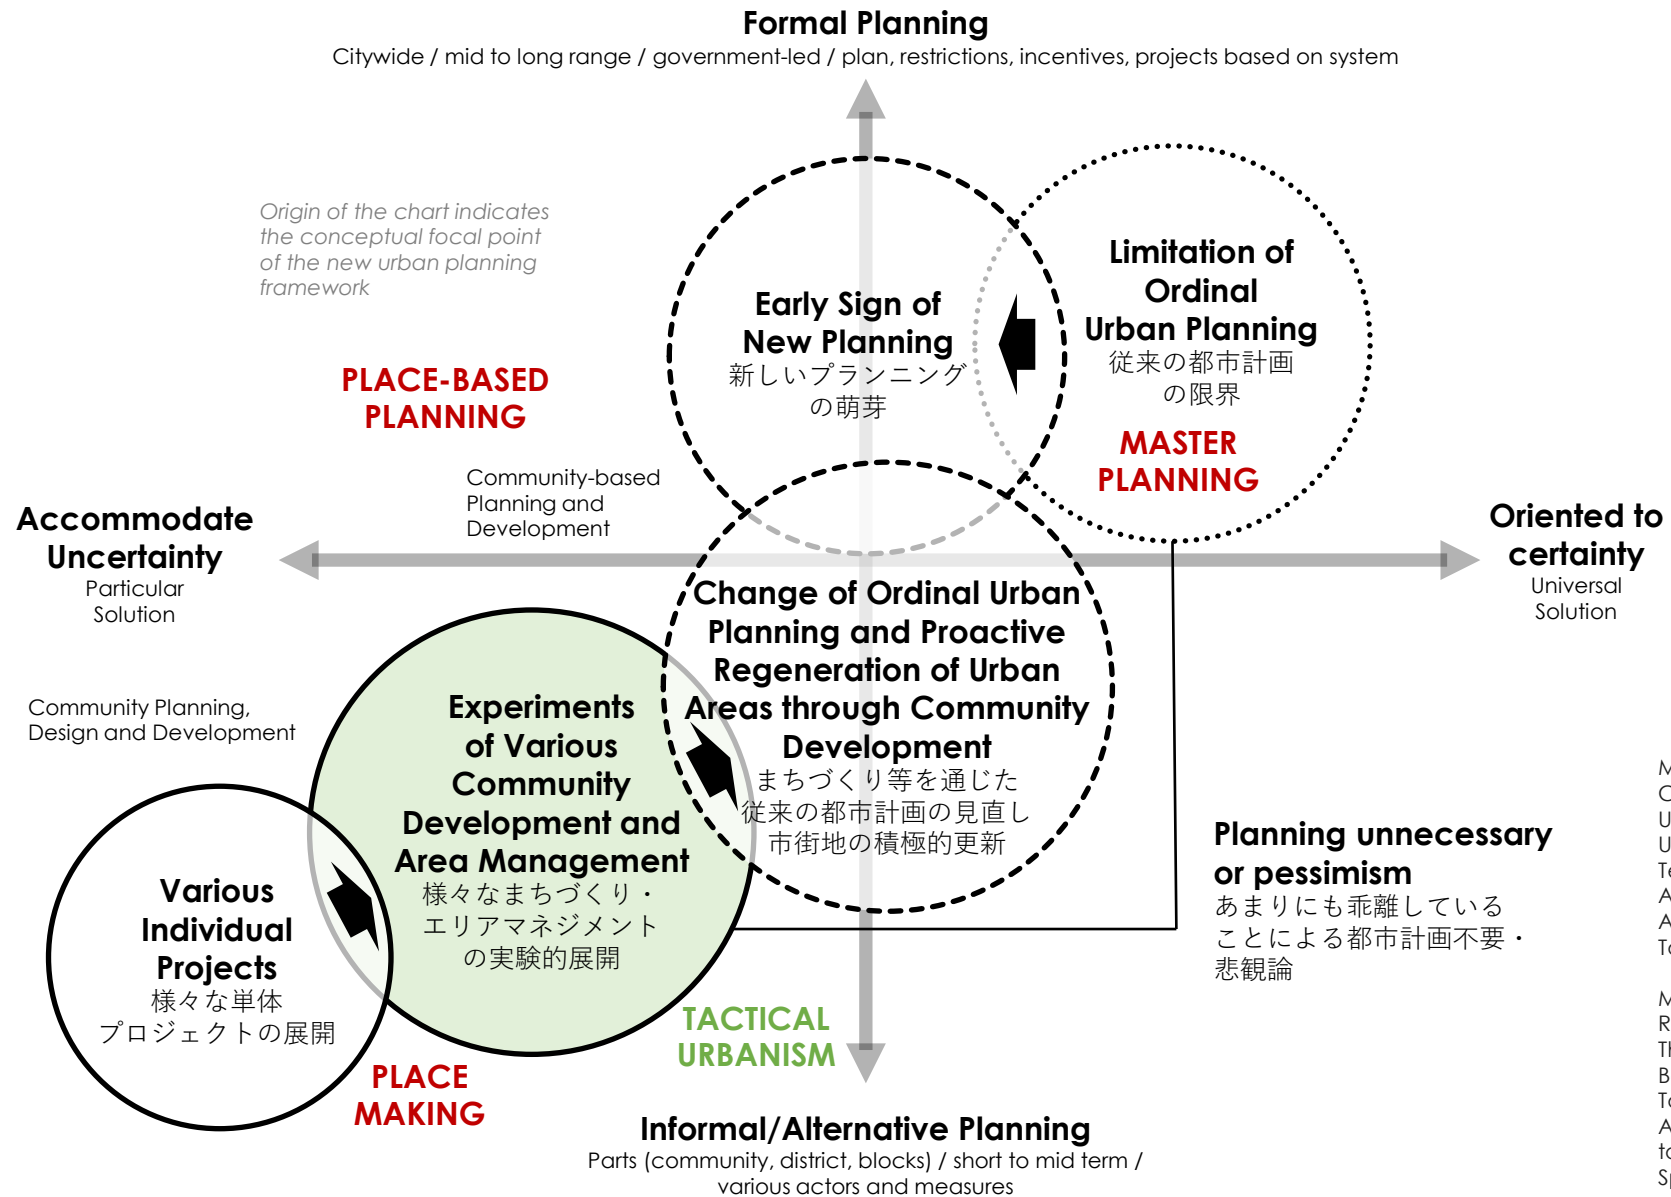 Formal Planning
Citywide / mid to long range / government-led / plan, restrictions, incentives, projects based on system
Origin of the chart indicates
the conceptual focal point
of the new urban planning
framework
Limitation of
Ordinal
Urban Planning
従来の都市計画
の限界
Early Sign of
New Planning
新しいプランニング
の萌芽
PLACE-BASED
PLANNING
MASTER
PLANNING
Community-based
Planning and
Development
Accommodate
Uncertainty
Particular
Solution
Oriented to
certainty
Universal
Solution
Change of Ordinal Urban
Planning and Proactive
Regeneration of Urban
Areas through Community
Development
まちづくり等を通じた
従来の都市計画の見直し
市街地の積極的更新
Community Planning,
Design and Development
Experiments
of Various
Community
Development and
Area Management
様々なまちづくり・
エリアマネジメント
の実験的展開
Planning unnecessary
or pessimism
あまりにも乖離している
ことによる都市計画不要・
悲観論
Various
Individual
Projects
様々な単体
プロジェクトの展開
TACTICAL
URBANISM
PLACE
MAKING
Informal/Alternative Planning
Parts (community, district, blocks) / short to mid term /
various actors and measures